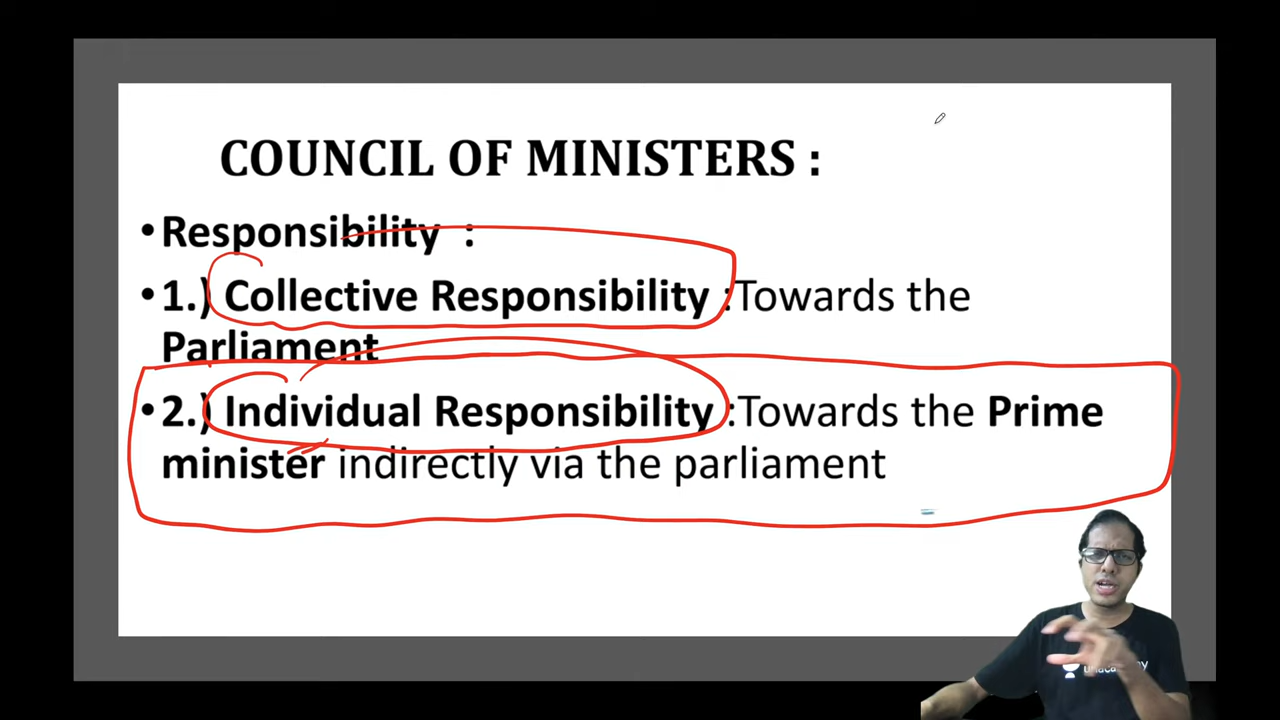 COUNCIL OF MINISTERS :
•Responsibility :
•1.) Collective Responsibility :Towards the
Parliament
•2.) Individual Responsibility :Towards the Prime
minister indirectly via the parliament